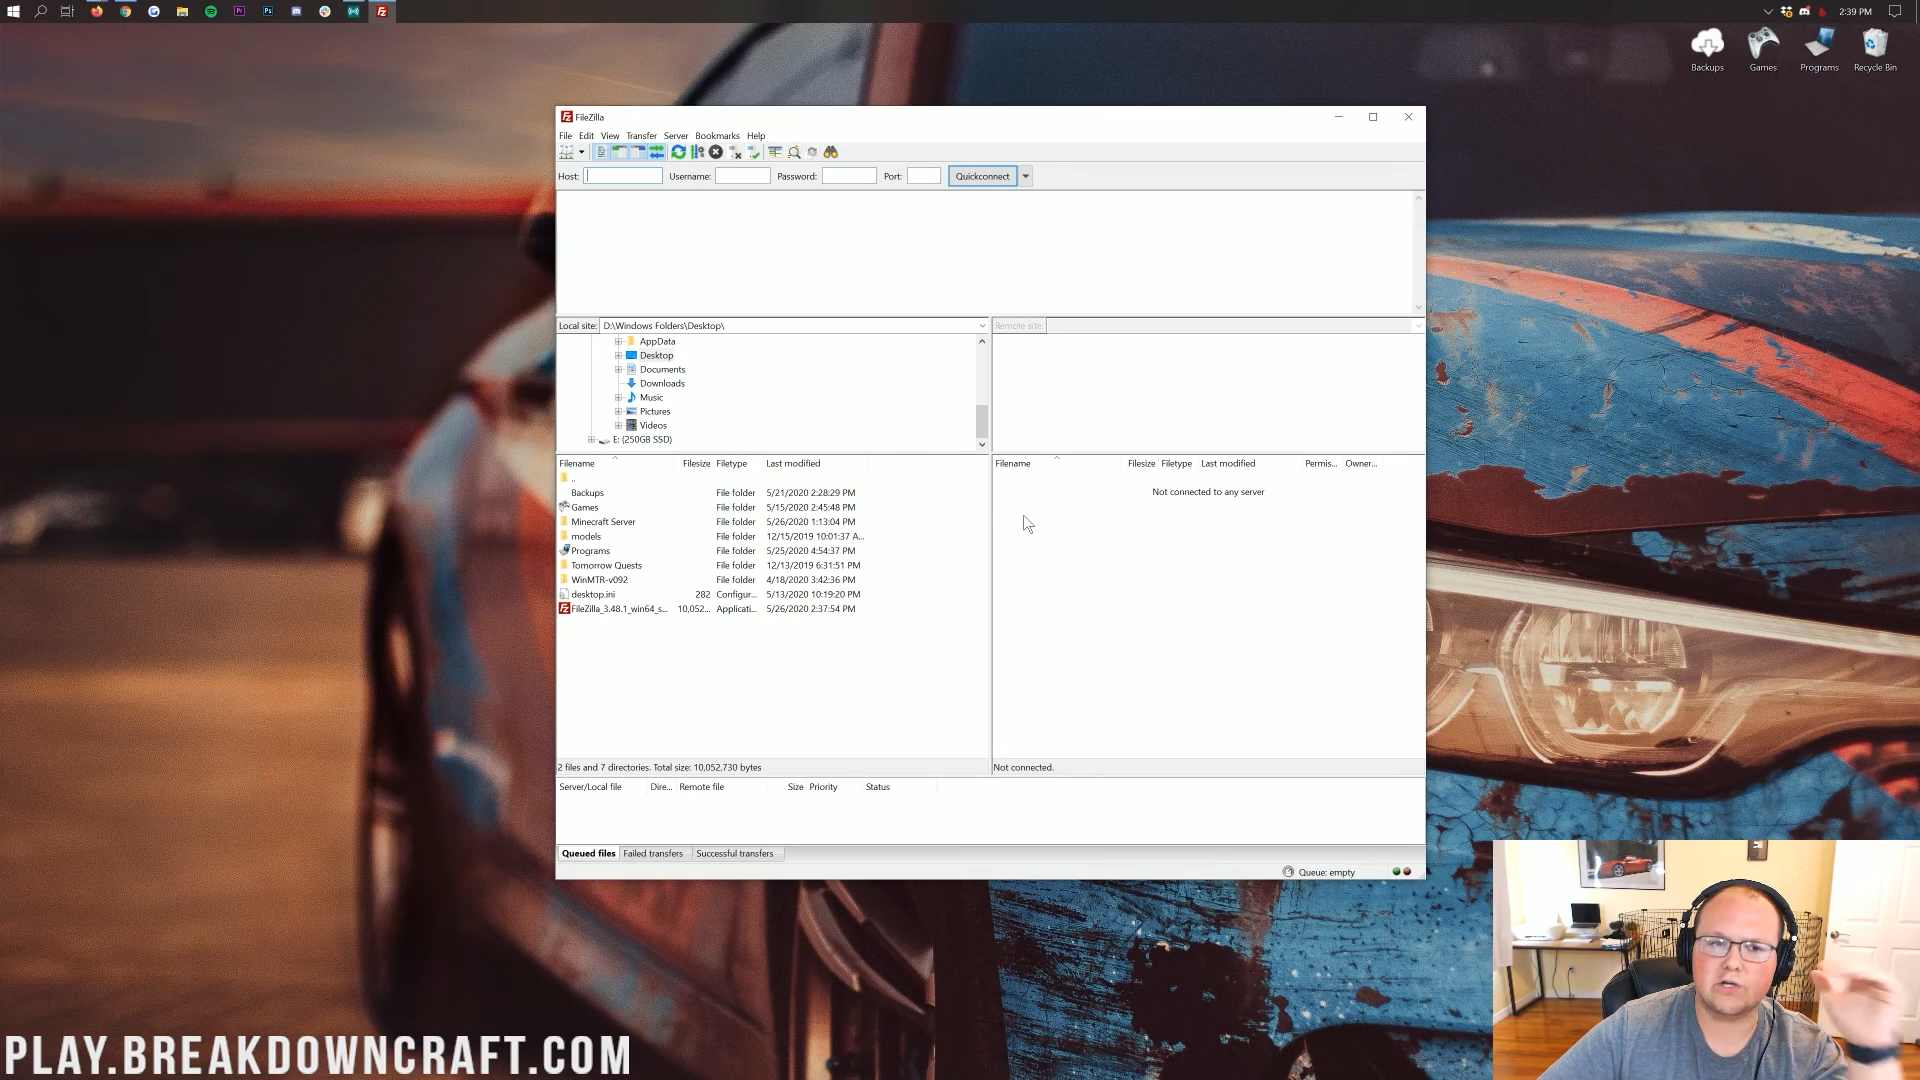 2:39 PM
Backups Games Programs Recycle Bin
FileZilla
File Edit View Transfer Server Bookmarks Help
Host: Username: Password: Port: Quickconnect
Local site: D:\Windows Folders\Desktop\ Remote site:
AppData
Desktop
Documents
Downloads
Music
Pictures
Videos
E: (250GB SSD)
Filename Filesize Filetype Last modified
..
Backups File folder 5/21/2020 2:28:29 PM
Games File folder 5/15/2020 2:45:48 PM
Minecraft Server File folder 5/26/2020 1:13:04 PM
models File folder 12/15/2019 10:01:37 A...
Programs File folder 5/25/2020 4:54:37 PM
Tomorrow Quests File folder 12/13/2019 6:31:51 PM
WinMTR-v092 File folder 4/18/2020 3:42:36 PM
desktop.ini 282 Configur... 5/13/2020 10:19:20 PM
FileZilla_3.48.1_win64_s... 10,052... Applicati... 5/26/2020 2:37:54 PM
2 files and 7 directories. Total size: 10,052,730 bytes
Filename Filesize Filetype Last modified Permis... Owner...
Not connected to any server
Not connected.
Server/Local file Dire... Remote file Size Priority Status
Queued files Failed transfers Successful transfers
Queue: empty
PLAY.BREAKDOWNCRAFT.COM